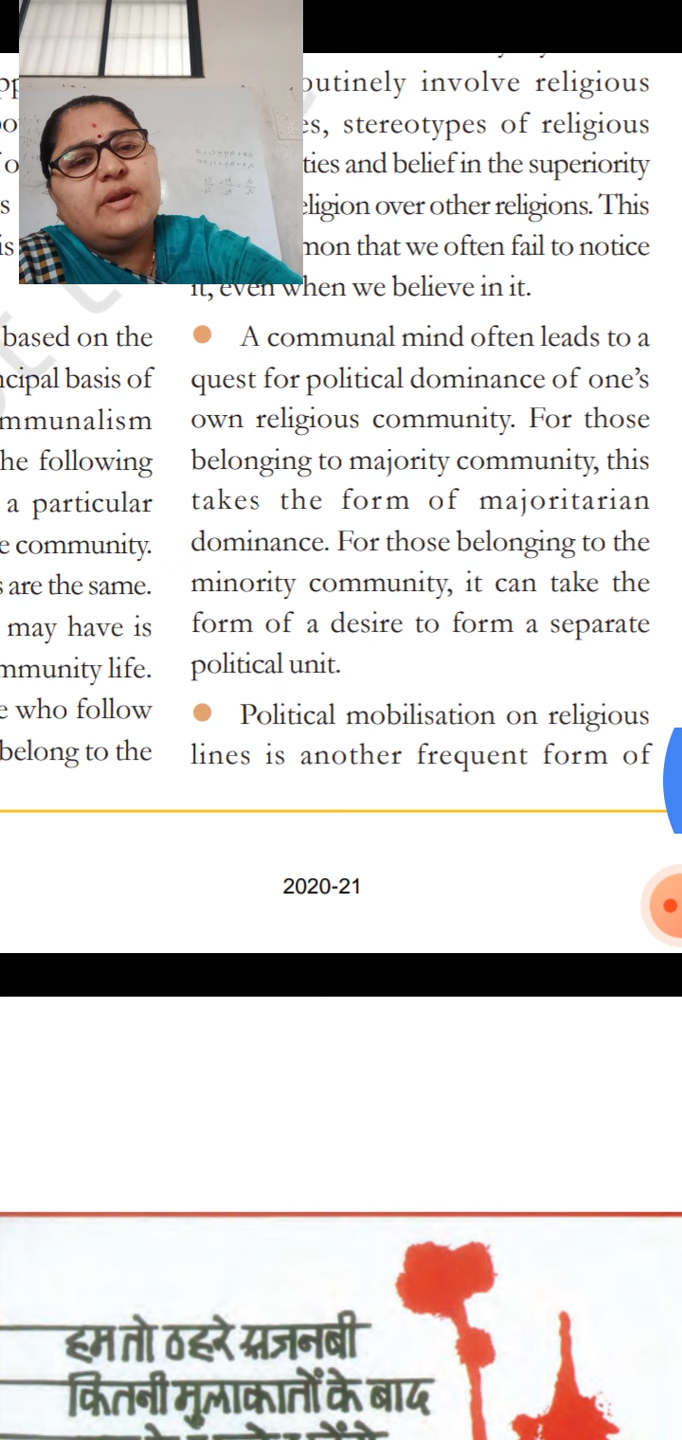 outinely involve religious
stereotypes of religious
ties and belief in the superiority
eligion over other religions. This
mon that we often fail to notice
it, even when we believe in it.
based on the
ncipal basis of
mmunalism
he following
a particular
e community.
s are the same.
may have is
mmunity life.
e who follow
belong to the
● A communal mind often leads to a
quest for political dominance of one's
own religious community. For those
belonging to majority community, this
takes the form of majoritarian
dominance. For those belonging to the
minority community, it can take the
form of a desire to form a separate
political unit.
● Political mobilisation on religious
lines is another frequent form of
2020-21
हम तो ठहरे अजनबी
कितनी मुलाकातों के बाद